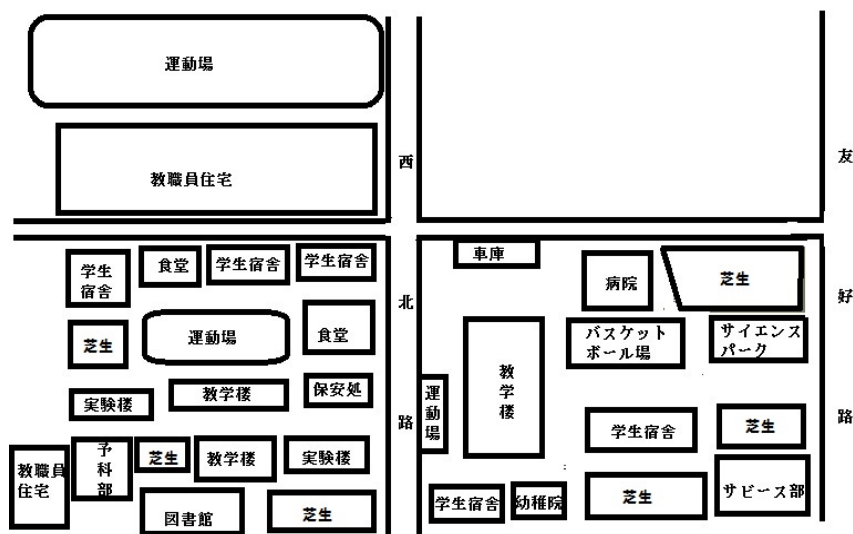 運動場
教職員住宅
西
友
学生
宿舎
食堂
学生宿舎
学生宿舎
車庫
病院
芝生
北
好
芝生
運動場
食堂
バスケット
ボール場
サイエンス
パーク
教
学
楼
実験楼
教学楼
保安処
運
動
場
路
路
学生宿舎
芝生
教職員
住宅
予
科
部
芝生
教学楼
実験楼
図書館
芝生
学生宿舎
幼稚院
芝生
サビース部